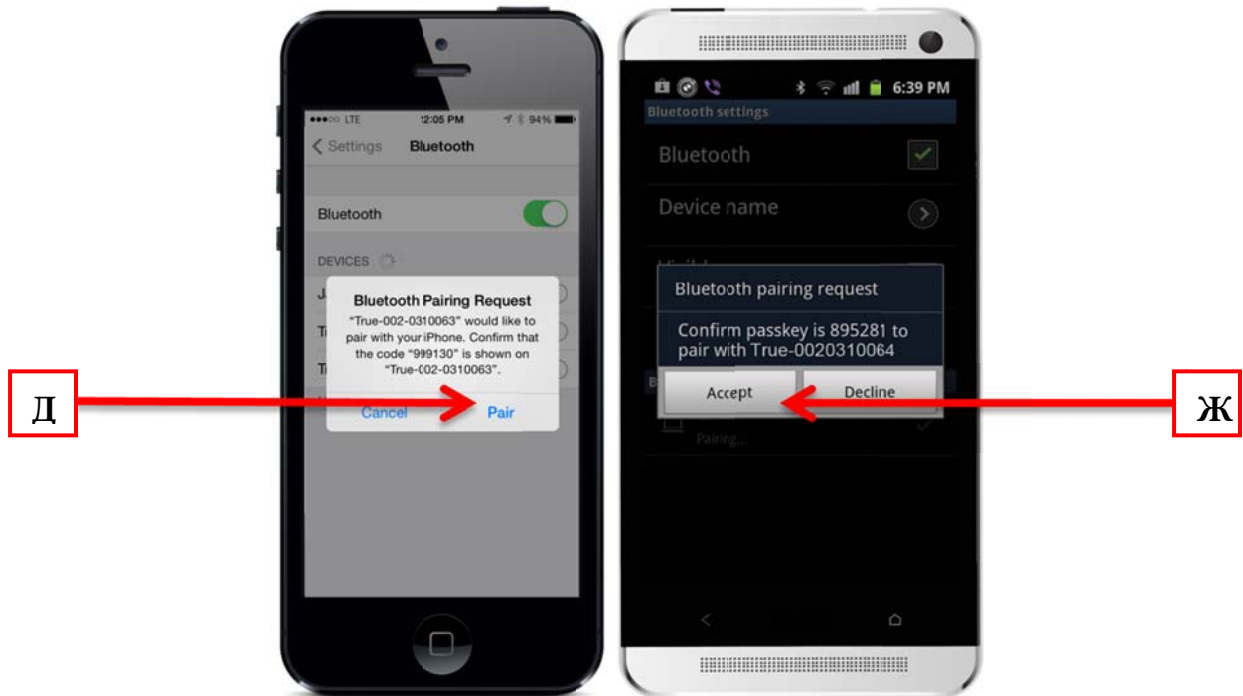 ●●●○○ LTE 12:05 PM 94%
Settings Bluetooth
Bluetooth
DEVICES
Bluetooth Pairing Request
"True-002-0310063" would like to
pair with your iPhone. Confirm that
the code "999130" is shown on
"True-002-0310063".
Cancel Pair
Д
6:39 PM
Bluetooth settings
Bluetooth
Device name
Bluetooth pairing request
Confirm passkey is 895281 to
pair with True-0020310064
Accept Decline
Pairing...
Ж